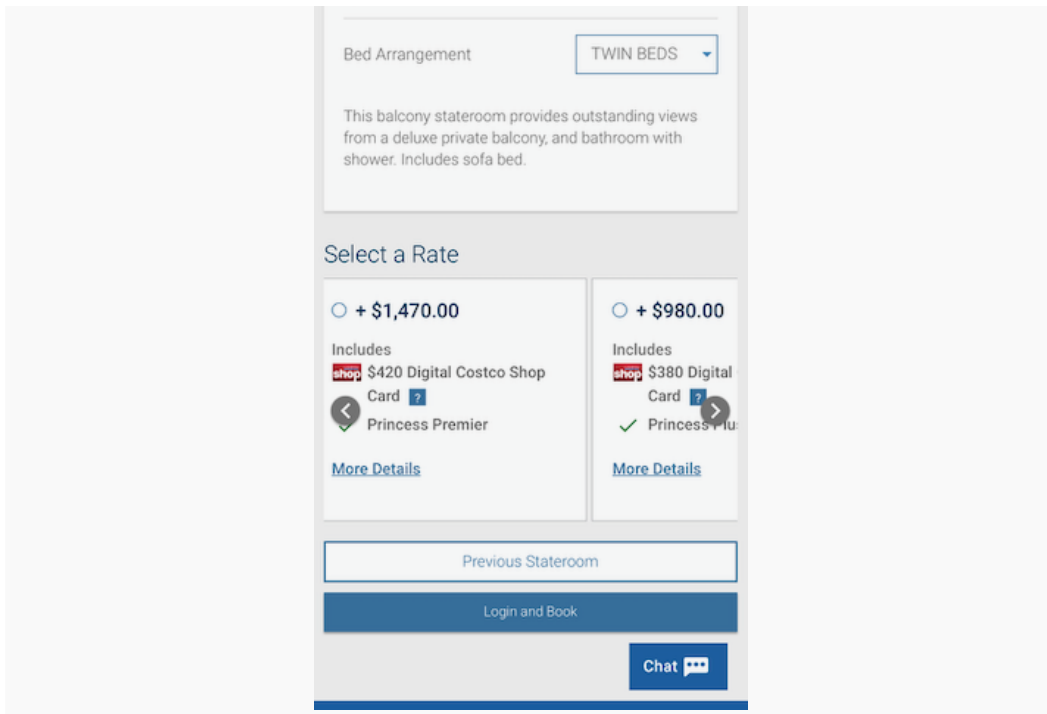 Bed Arrangement
TWIN BEDS
This balcony stateroom provides outstanding views
from a deluxe private balcony, and bathroom with
shower. Includes sofa bed.
Select a Rate
+ $1,470.00
Includes
shop $420 Digital Costco Shop
Card ?
Princess Premier
More Details
+ $980.00
Includes
shop $380 Digital
Card ?
Princess
More Details
Previous Stateroom
Login and Book
Chat